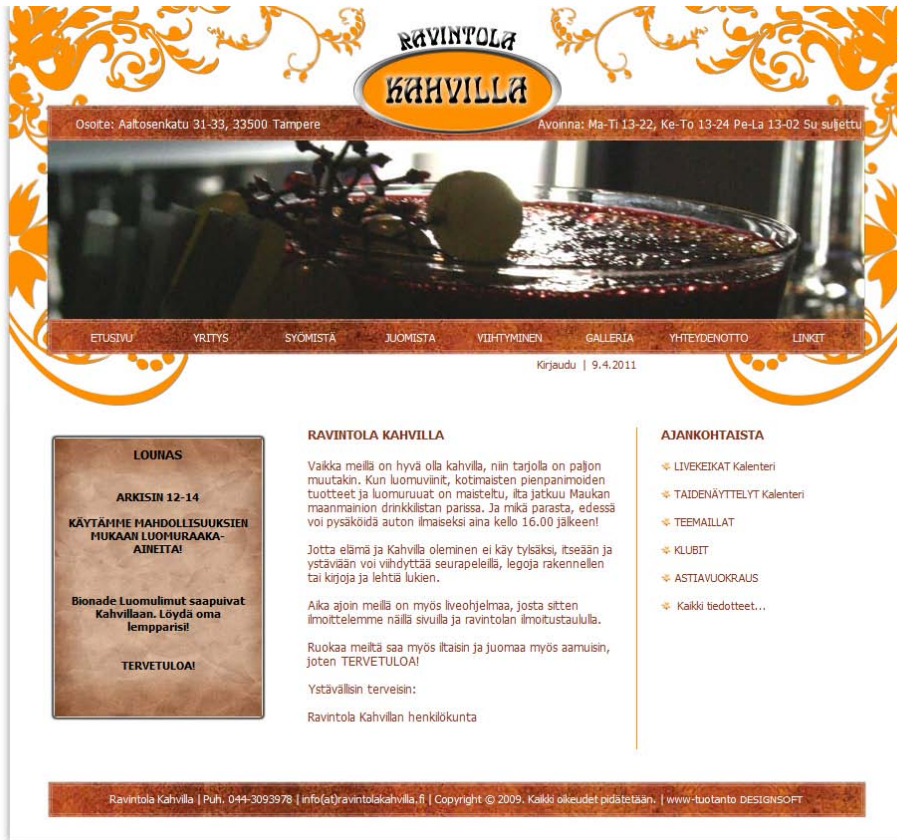 RAVINTOLA
KAHVILLA
Osoite: Aaltosenkatu 31-33, 33500 Tampere
Avoinna: Ma-Ti 13-22, Ke-To 13-24 Pe-La 13-02 Su suljettu
ETUSIVU YRITYS SYÖMISTÄ JUOMISTA VIIHTYMINEN GALLERIA YHTEYDENOTTO LINKIT
Kirjaudu | 9.4.2011
LOUNAS
ARKISIN 12-14
KÄYTÄMME MAHDOLLISUUKSIEN
MUKAAN LUOMURAAKA-
AINEITA!
Bionade Luomulimut saapuivat
Kahvillaan. Löydä oma
lempparisi!
TERVETULOA!
RAVINTOLA KAHVILLA
Vaikka meillä on hyvä olla kahvilla, niin tarjolla on paljon
muutakin. Kun luomuviinit, kotimaisten pienpanimoiden
tuotteet ja luomuruuat on maisteltu, ilta jatkuu Maukan
maanmainion drinkkilistan parissa. Ja mikä parasta, edessä
voi pysäköidä auton ilmaiseksi aina kello 16.00 jälkeen!
Jotta elämä ja Kahvilla oleminen ei käy tylsäksi, itseään ja
ystäviään voi viihdyttää seurapeleillä, legoja rakennellen
tai kirjoja ja lehtiä lukien.
Aika ajoin meillä on myös liveohjelmaa, josta sitten
ilmoittelemme näillä sivuilla ja ravintolan ilmoitustaululla.
Ruokaa meiltä saa myös iltaisin ja juomaa myös aamuisin,
joten TERVETULOA!
Ystävällisin terveisin:
Ravintola Kahvillan henkilökunta
AJANKOHTAISTA
LIVEKEIKAT Kalenteri
TAIDENÄYTTELYT Kalenteri
TEEMAILLAT
KLUBIT
ASTIAVUOKRAUS
Kaikki tiedotteet...
Ravintola Kahvilla | Puh. 044-3093978 | info(at)ravintolakahvilla.fi | Copyright © 2009. Kaikki oikeudet pidätetään. | www-tuotanto DESIGNSOFT